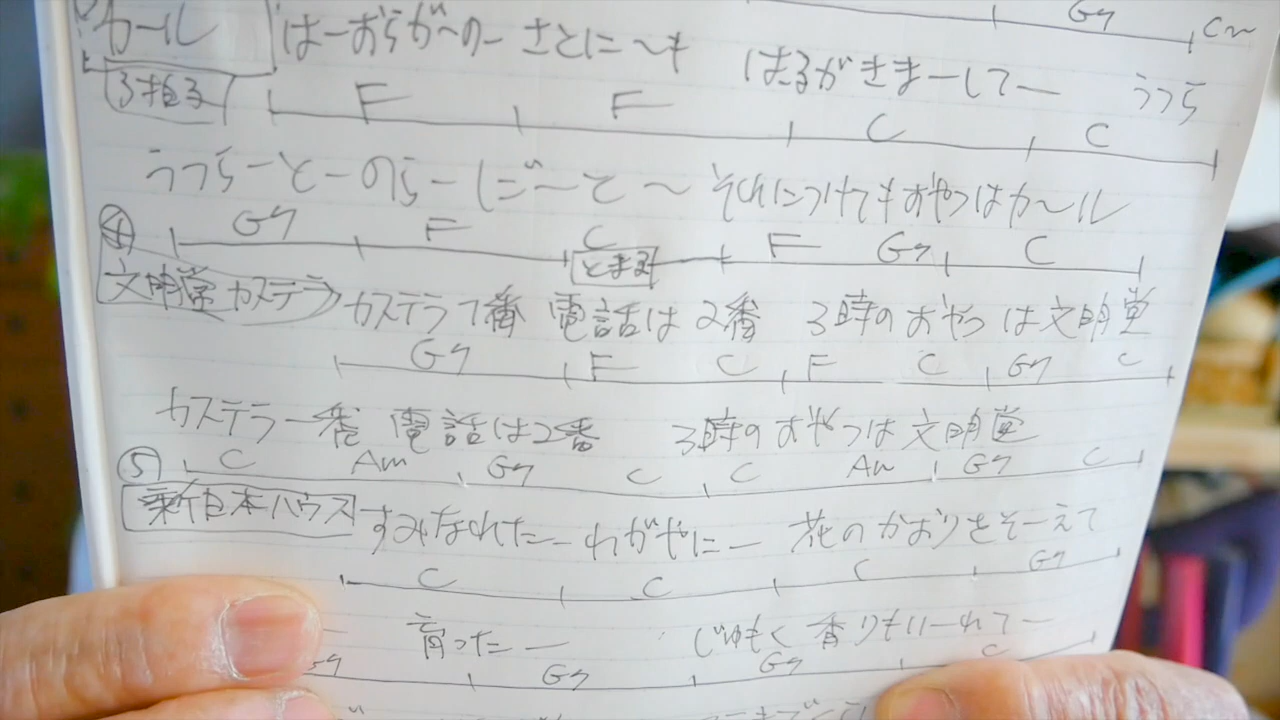 G7 C〜
カール はーおらが〜のー さとに〜も はるがきまーしてー うつら
3拍子 F F C C
うつらーとーのらーしご〜て〜 それにつけてもおやつはカ〜ル
④ G7 F C とまる F G7 C
文明堂カステラ カステラ1番 電話は2番 3時のおやつは文明堂
G7 F C F C G7 C
カステラ一番 電話は2番 3時のおやつは文明堂
⑤ C Am G7 C C Am G7 C
新日本ハウス すみなれたーわがやにー 花のかおりをそーえて
C C C G7
育ったー じゅもく香りもいーれてー
G7 G7 G7 C